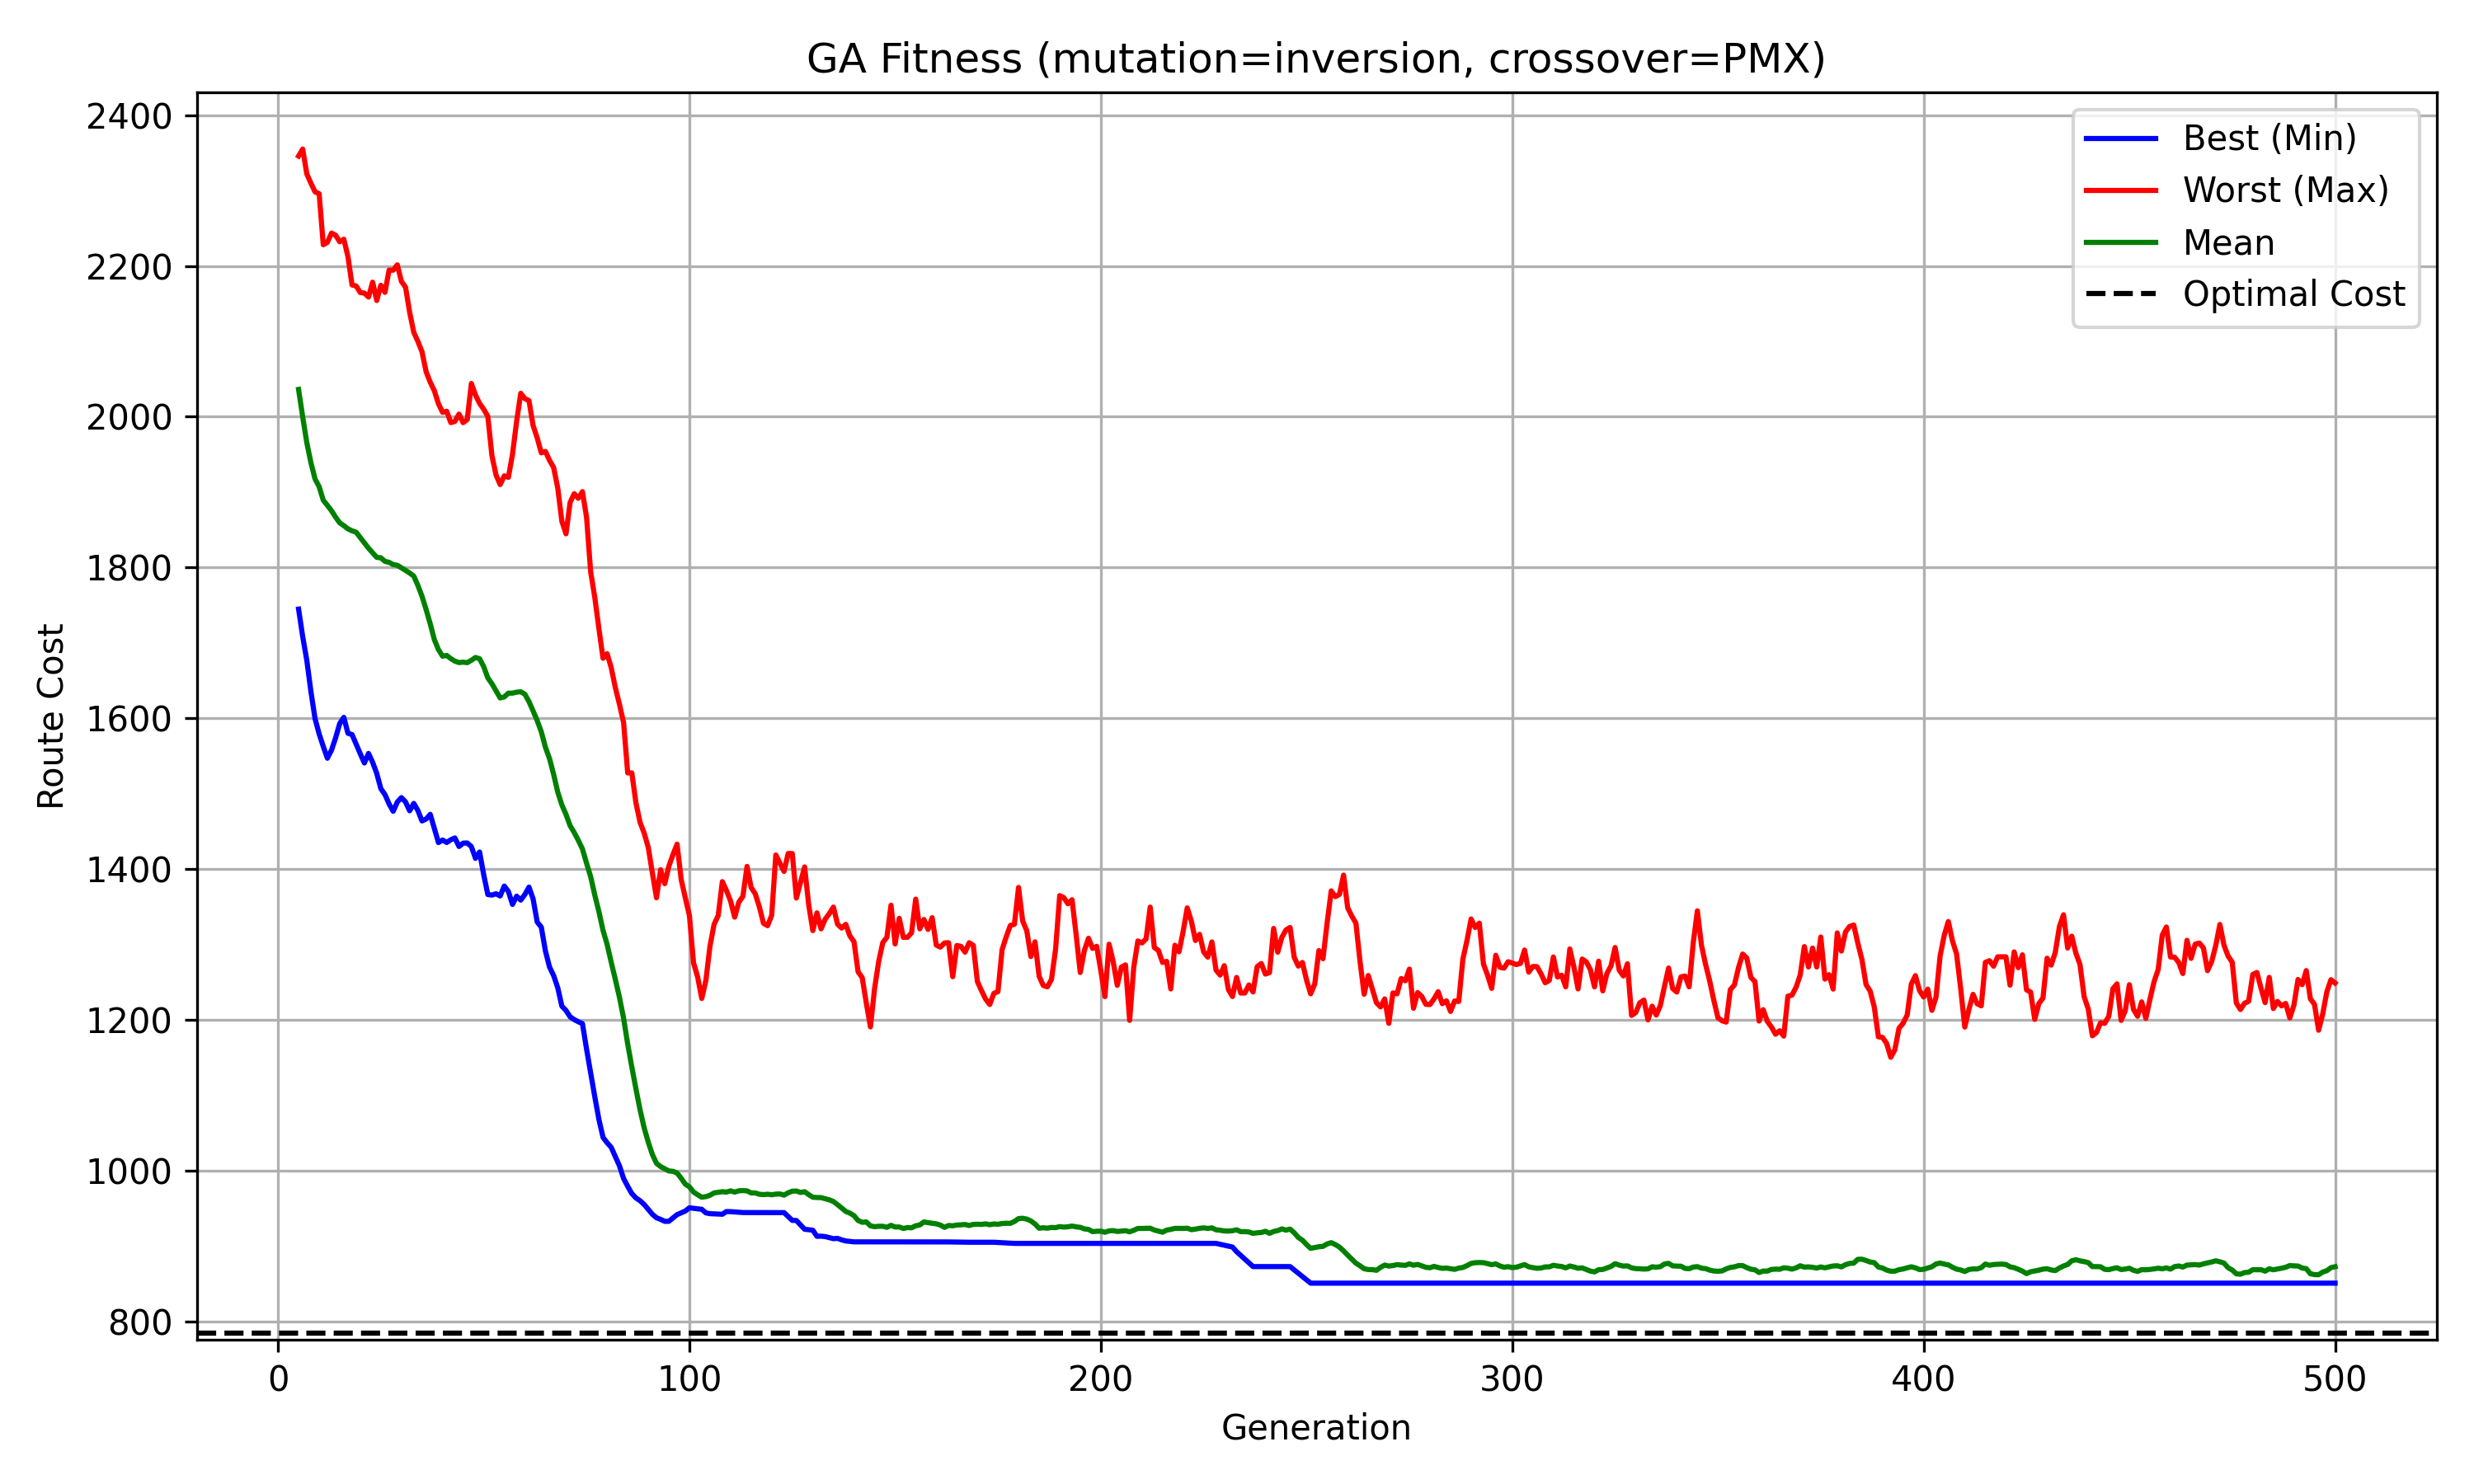 GA Fitness (mutation=inversion, crossover=PMX)
2400
2200
2000
1800
1600
1400
1200
1000
800
Route Cost
Best (Min)
Worst (Max)
Mean
Optimal Cost
0 100 200 300 400 500
Generation